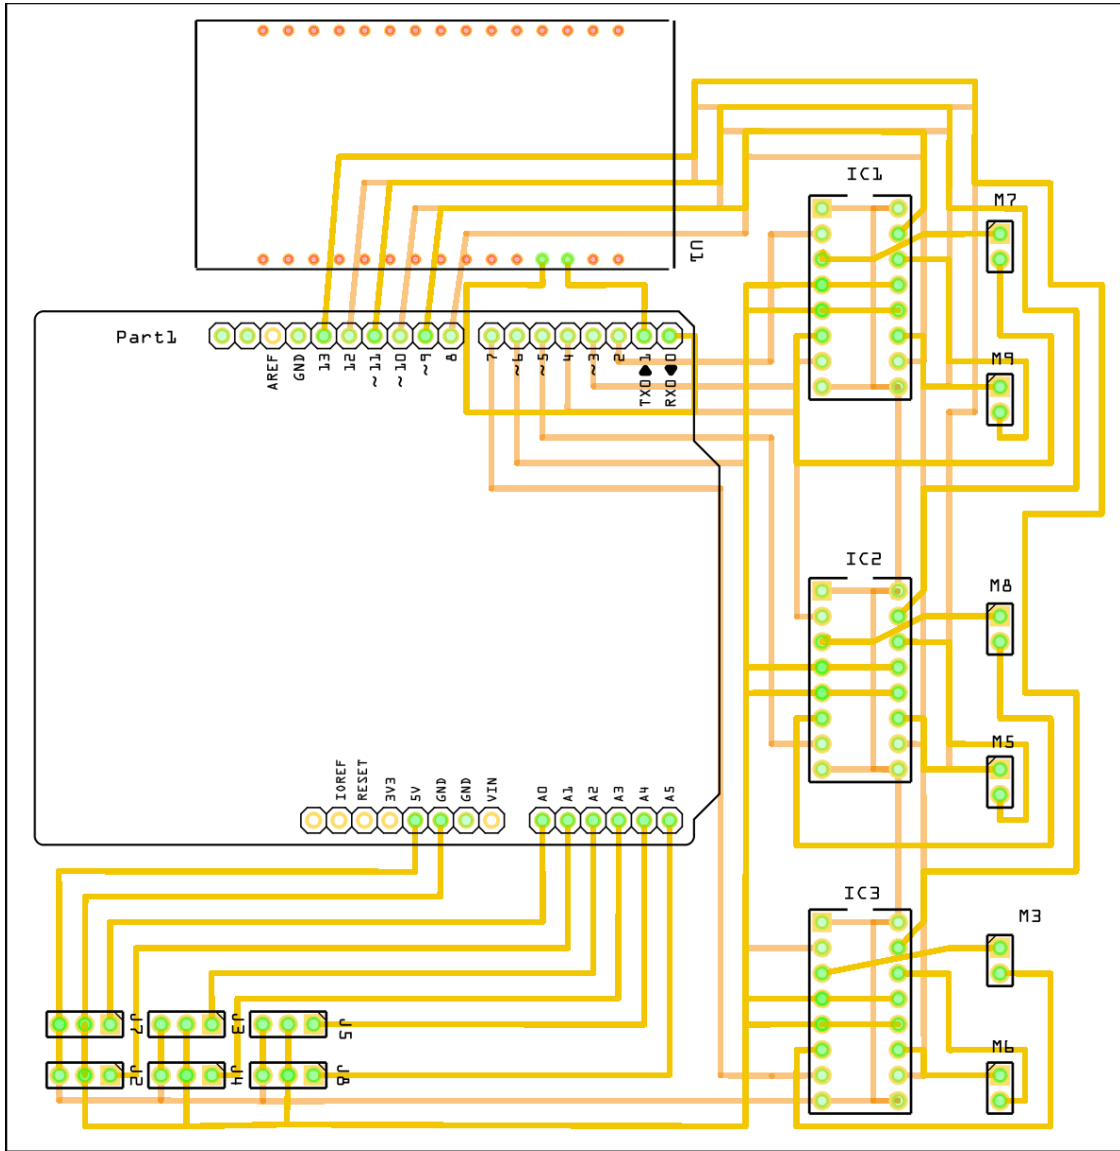 U1
IC1
M7
Part1
AREF
GND
13
12
~11
~10
~9
8
7
~6
~5
4
~3
2
TX0 1
RX0 0
M9
IC2
M8
M5
IOREF
RESET
3V3
5V
GND
GND
VIN
A0
A1
A2
A3
A4
A5
IC3
M3
J7
J3
J5
M6
J2
J4
J8